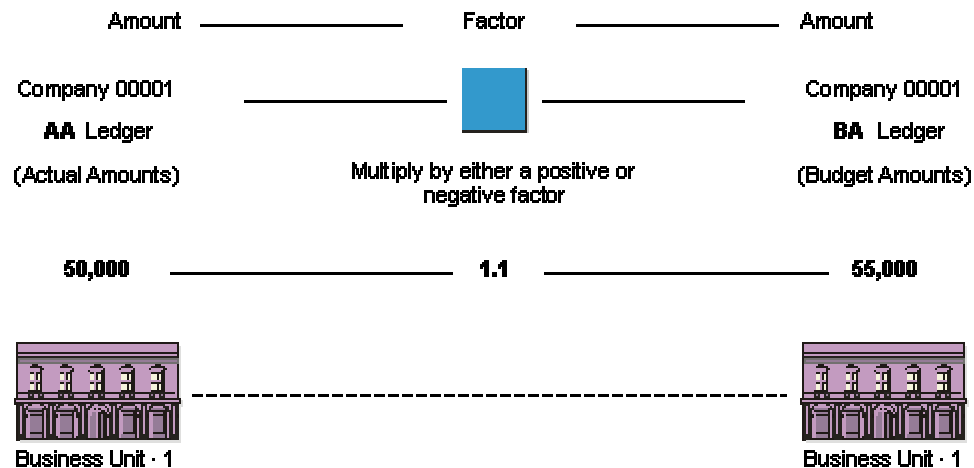 Amount Factor Amount
Company 00001 Company 00001
AA Ledger BA Ledger
(Actual Amounts) (Budget Amounts)
Multiply by either a positive or
negative factor
50,000 1.1 55,000
Business Unit · 1 Business Unit · 1